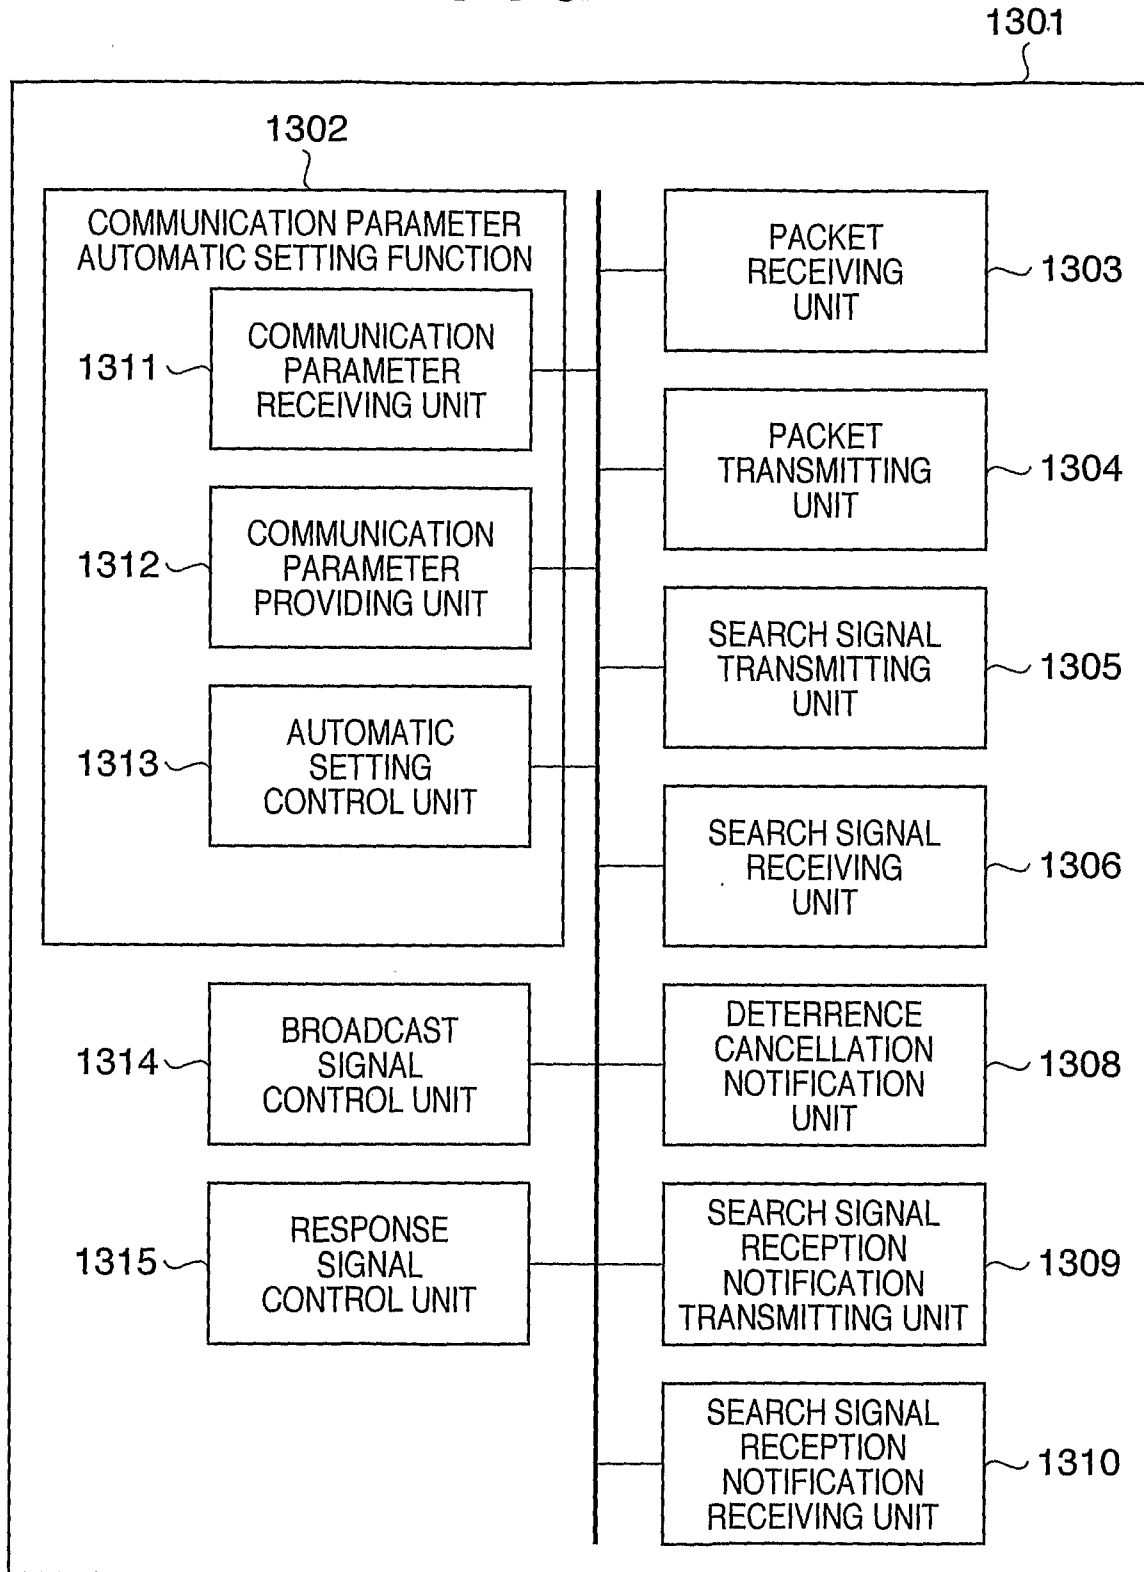 1301
1302
COMMUNICATION PARAMETER
AUTOMATIC SETTING FUNCTION
1311
COMMUNICATION
PARAMETER
RECEIVING UNIT
1312
COMMUNICATION
PARAMETER
PROVIDING UNIT
1313
AUTOMATIC
SETTING
CONTROL UNIT
1314
BROADCAST
SIGNAL
CONTROL UNIT
1315
RESPONSE
SIGNAL
CONTROL UNIT
PACKET
RECEIVING
UNIT
1303
PACKET
TRANSMITTING
UNIT
1304
SEARCH SIGNAL
TRANSMITTING
UNIT
1305
SEARCH SIGNAL
RECEIVING
UNIT
1306
DETERRENCE
CANCELLATION
NOTIFICATION
UNIT
1308
SEARCH SIGNAL
RECEPTION
NOTIFICATION
TRANSMITTING UNIT
1309
SEARCH SIGNAL
RECEPTION
NOTIFICATION
RECEIVING UNIT
1310